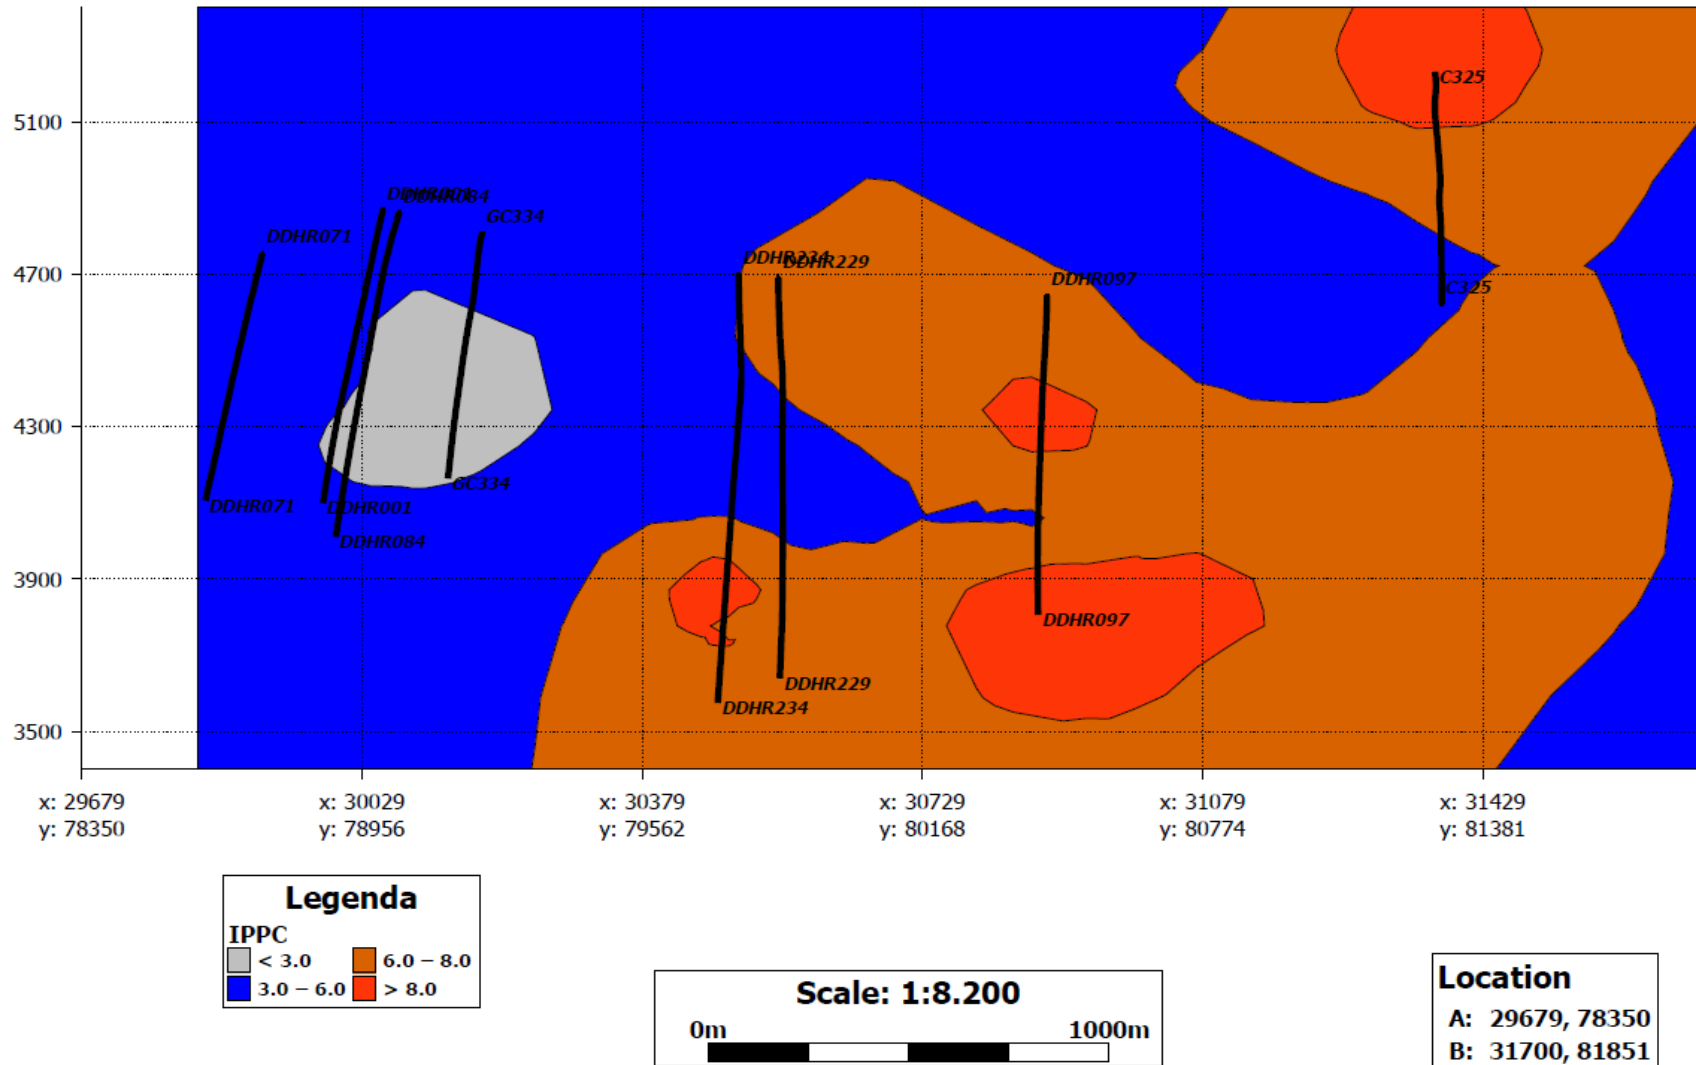 C325
5100
DDHR001
DDHR084
GC334
DDHR071
4700
DDHR234
DDHR229
DDHR097
C325
4300
GC334
DDHR071
DDHR001
DDHR084
3900
DDHR097
DDHR229
DDHR234
3500
x: 29679 x: 30029 x: 30379 x: 30729 x: 31079 x: 31429
y: 78350 y: 78956 y: 79562 y: 80168 y: 80774 y: 81381
Legenda
IPPC
< 3.0 6.0 – 8.0
3.0 – 6.0 > 8.0
Scale: 1:8.200
0m 1000m
Location
A: 29679, 78350
B: 31700, 81851